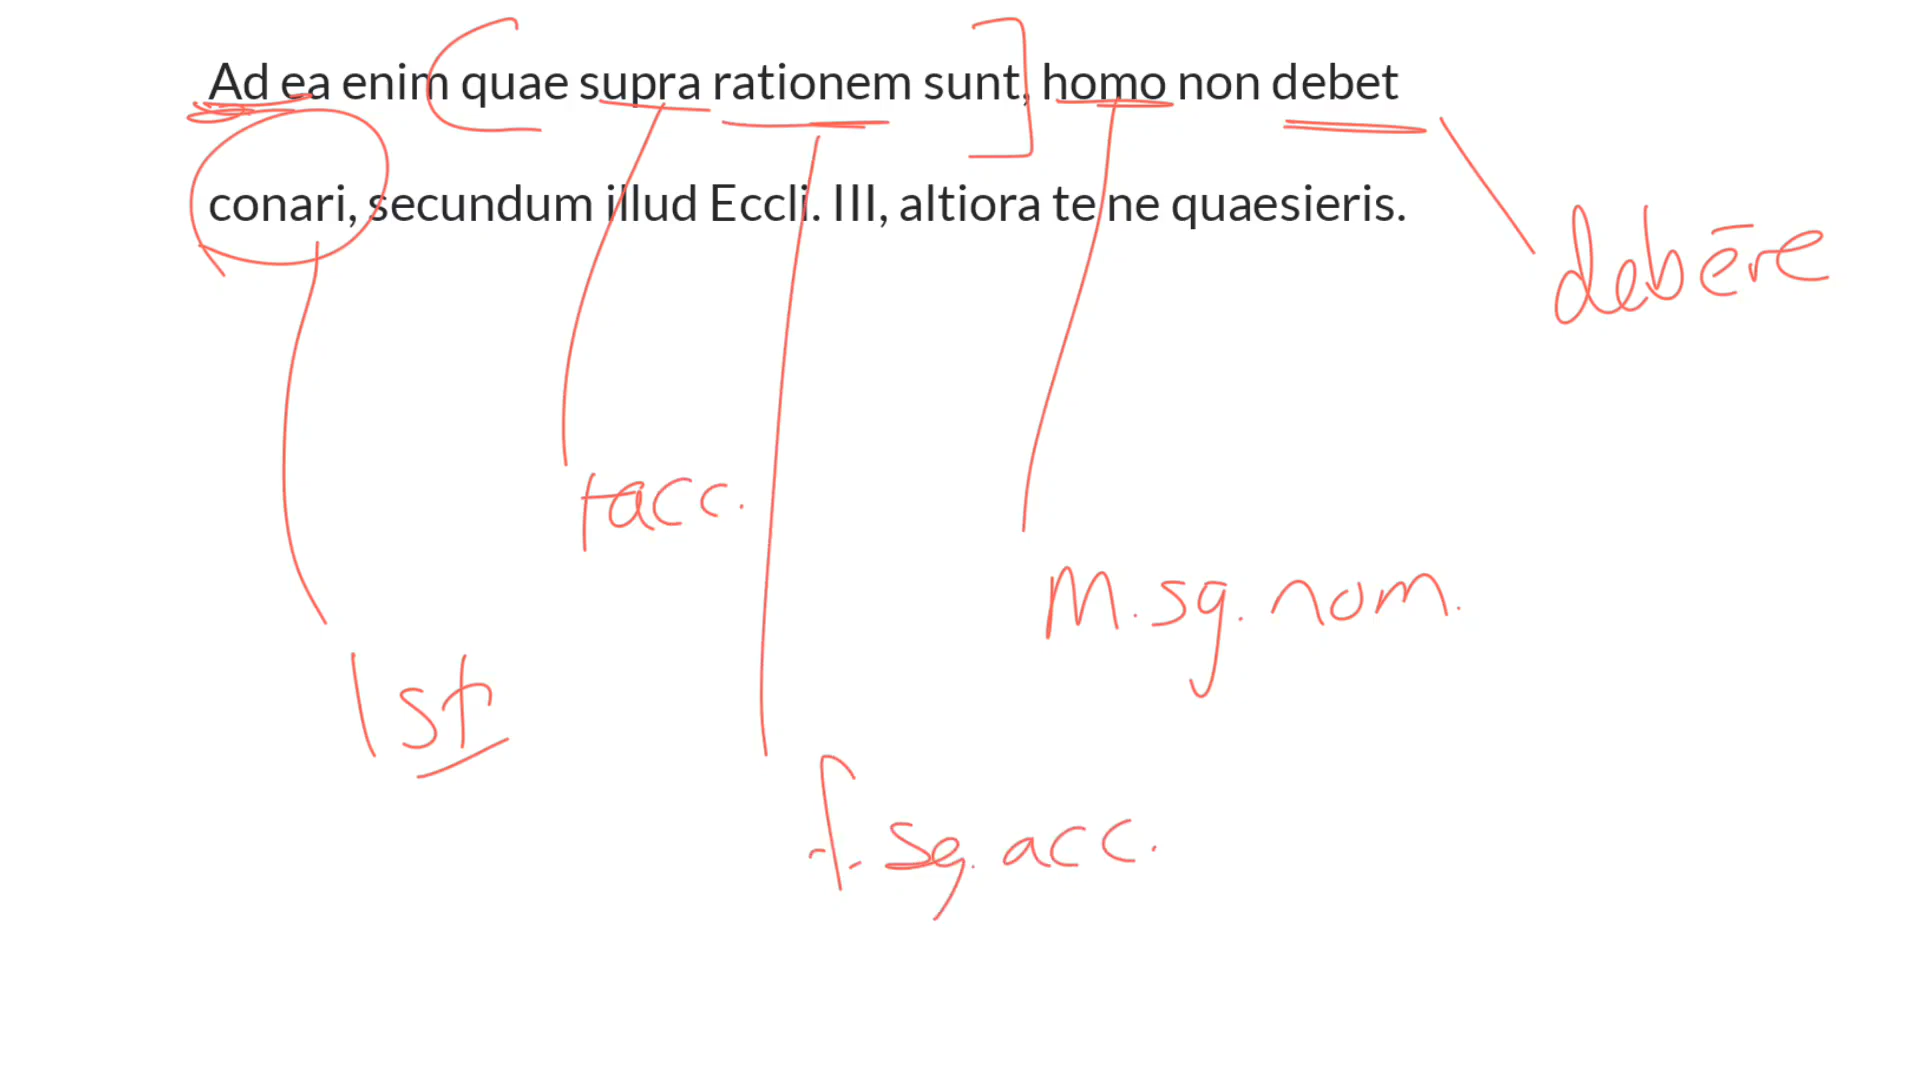 Ad ea enim quae supra rationem sunt, homo non debet
conari, secundum illud Eccli. III, altiora te ne quaesieris.
debēre
+acc.
m.sg.nom.
1st
f.sg.acc.